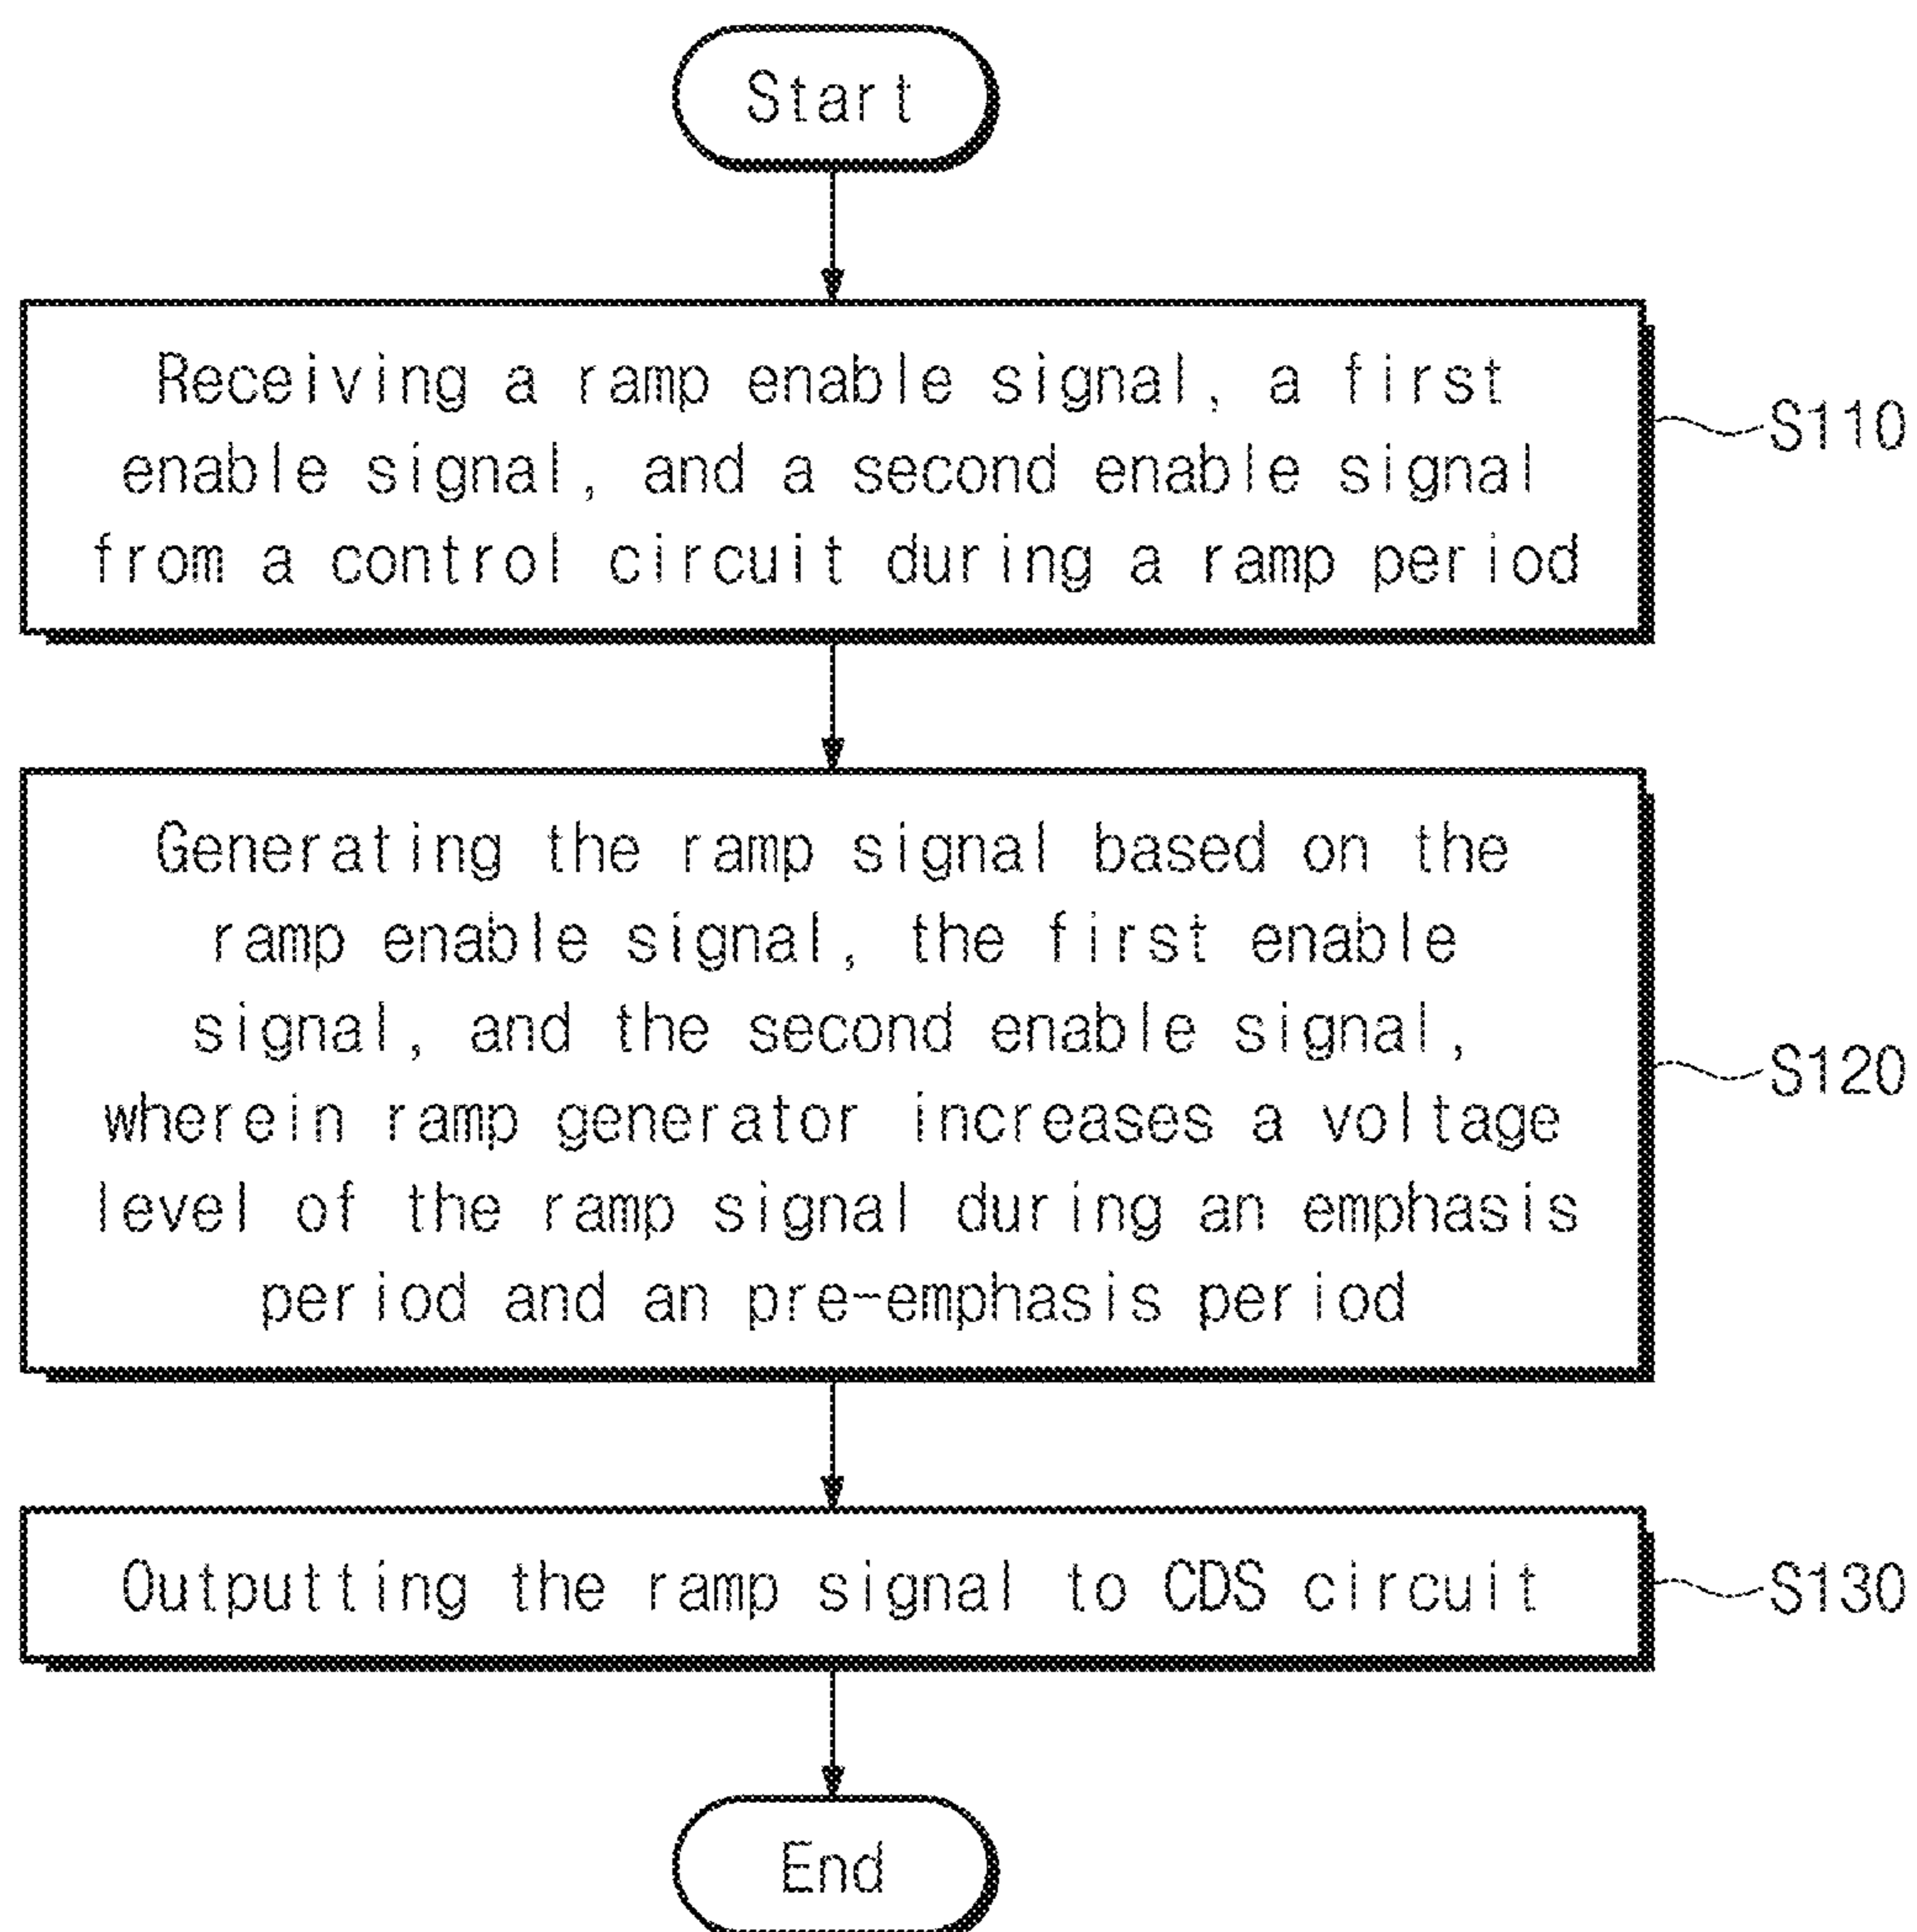 Start
Receiving a ramp enable signal, a first
enable signal, and a second enable signal
from a control circuit during a ramp period
S110
Generating the ramp signal based on the
ramp enable signal, the first enable
signal, and the second enable signal,
wherein ramp generator increases a voltage
level of the ramp signal during an emphasis
period and an pre-emphasis period
S120
Outputting the ramp signal to CDS circuit
S130
End